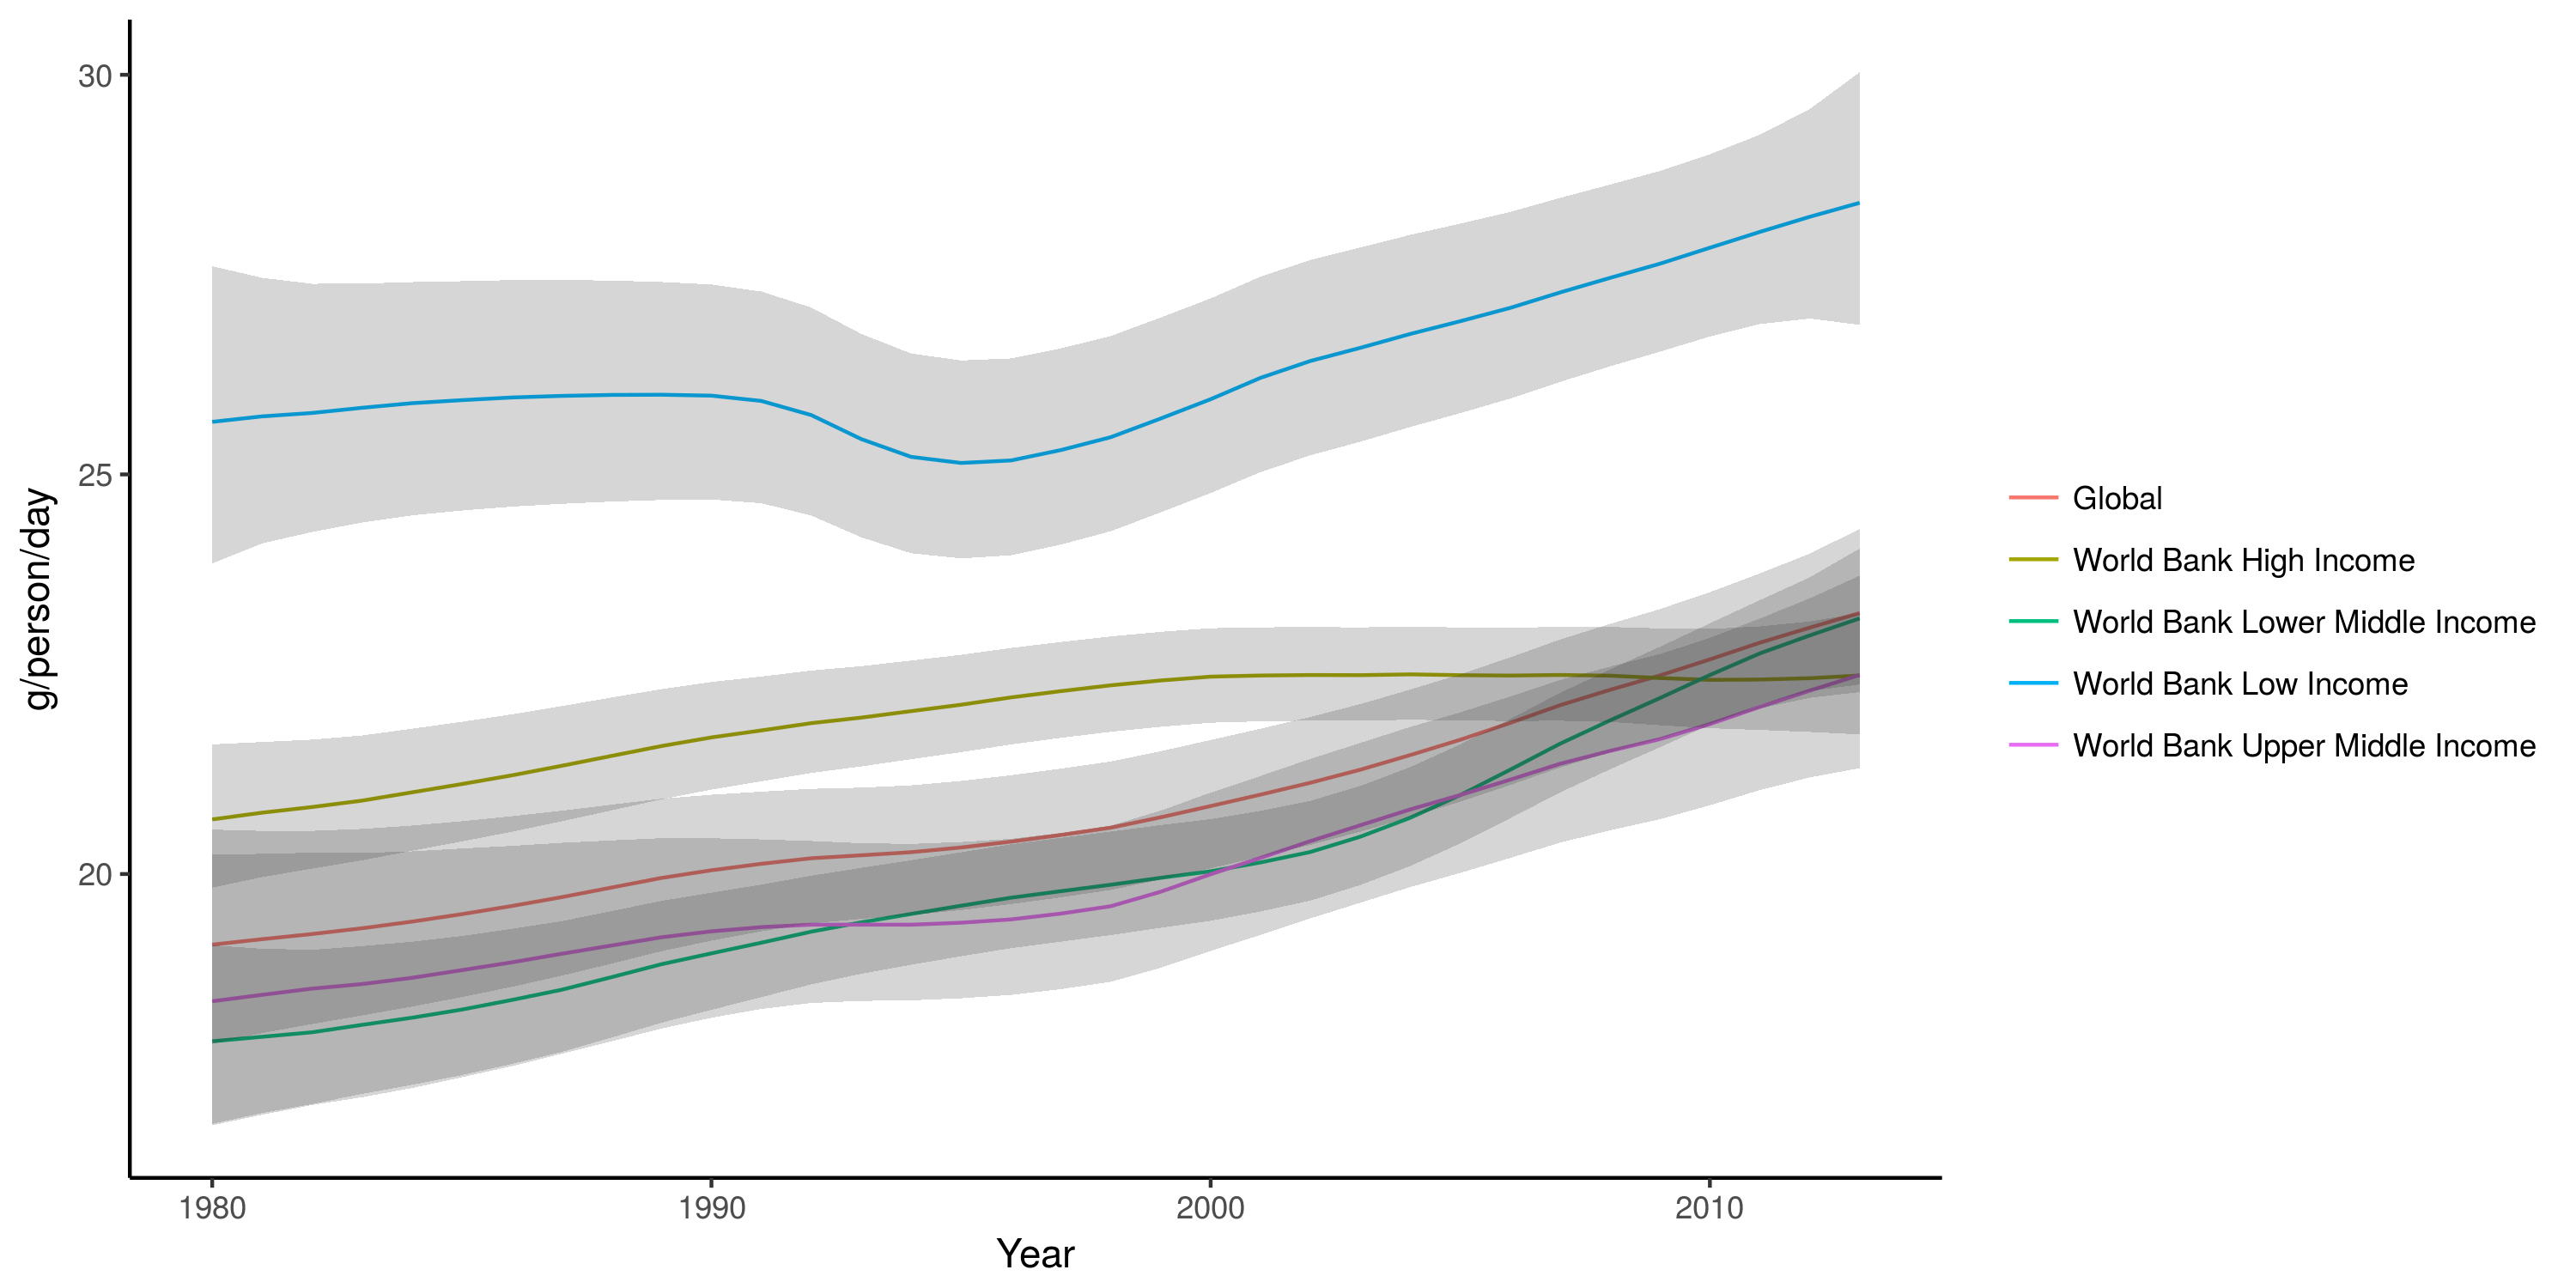 30
25
20
g/person/day
1980
1990
2000
2010
Year
Global
World Bank High Income
World Bank Lower Middle Income
World Bank Low Income
World Bank Upper Middle Income